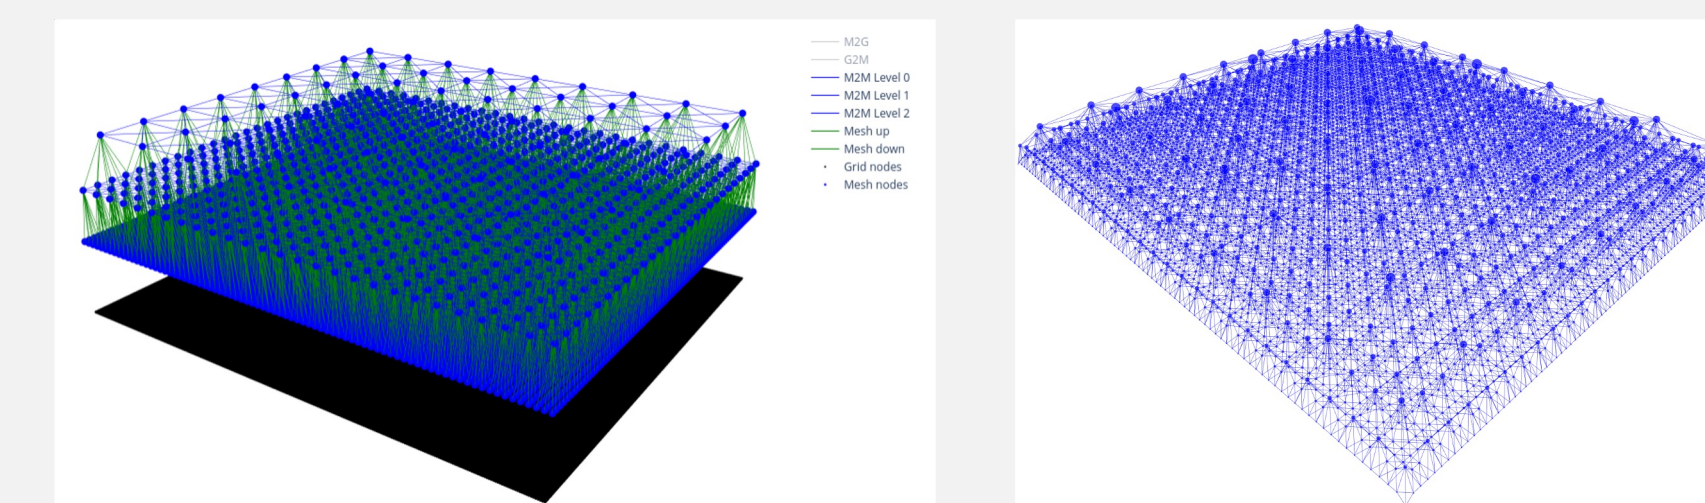 M2G
G2M
M2M Level 0
M2M Level 1
M2M Level 2
Mesh up
Mesh down
Grid nodes
Mesh nodes